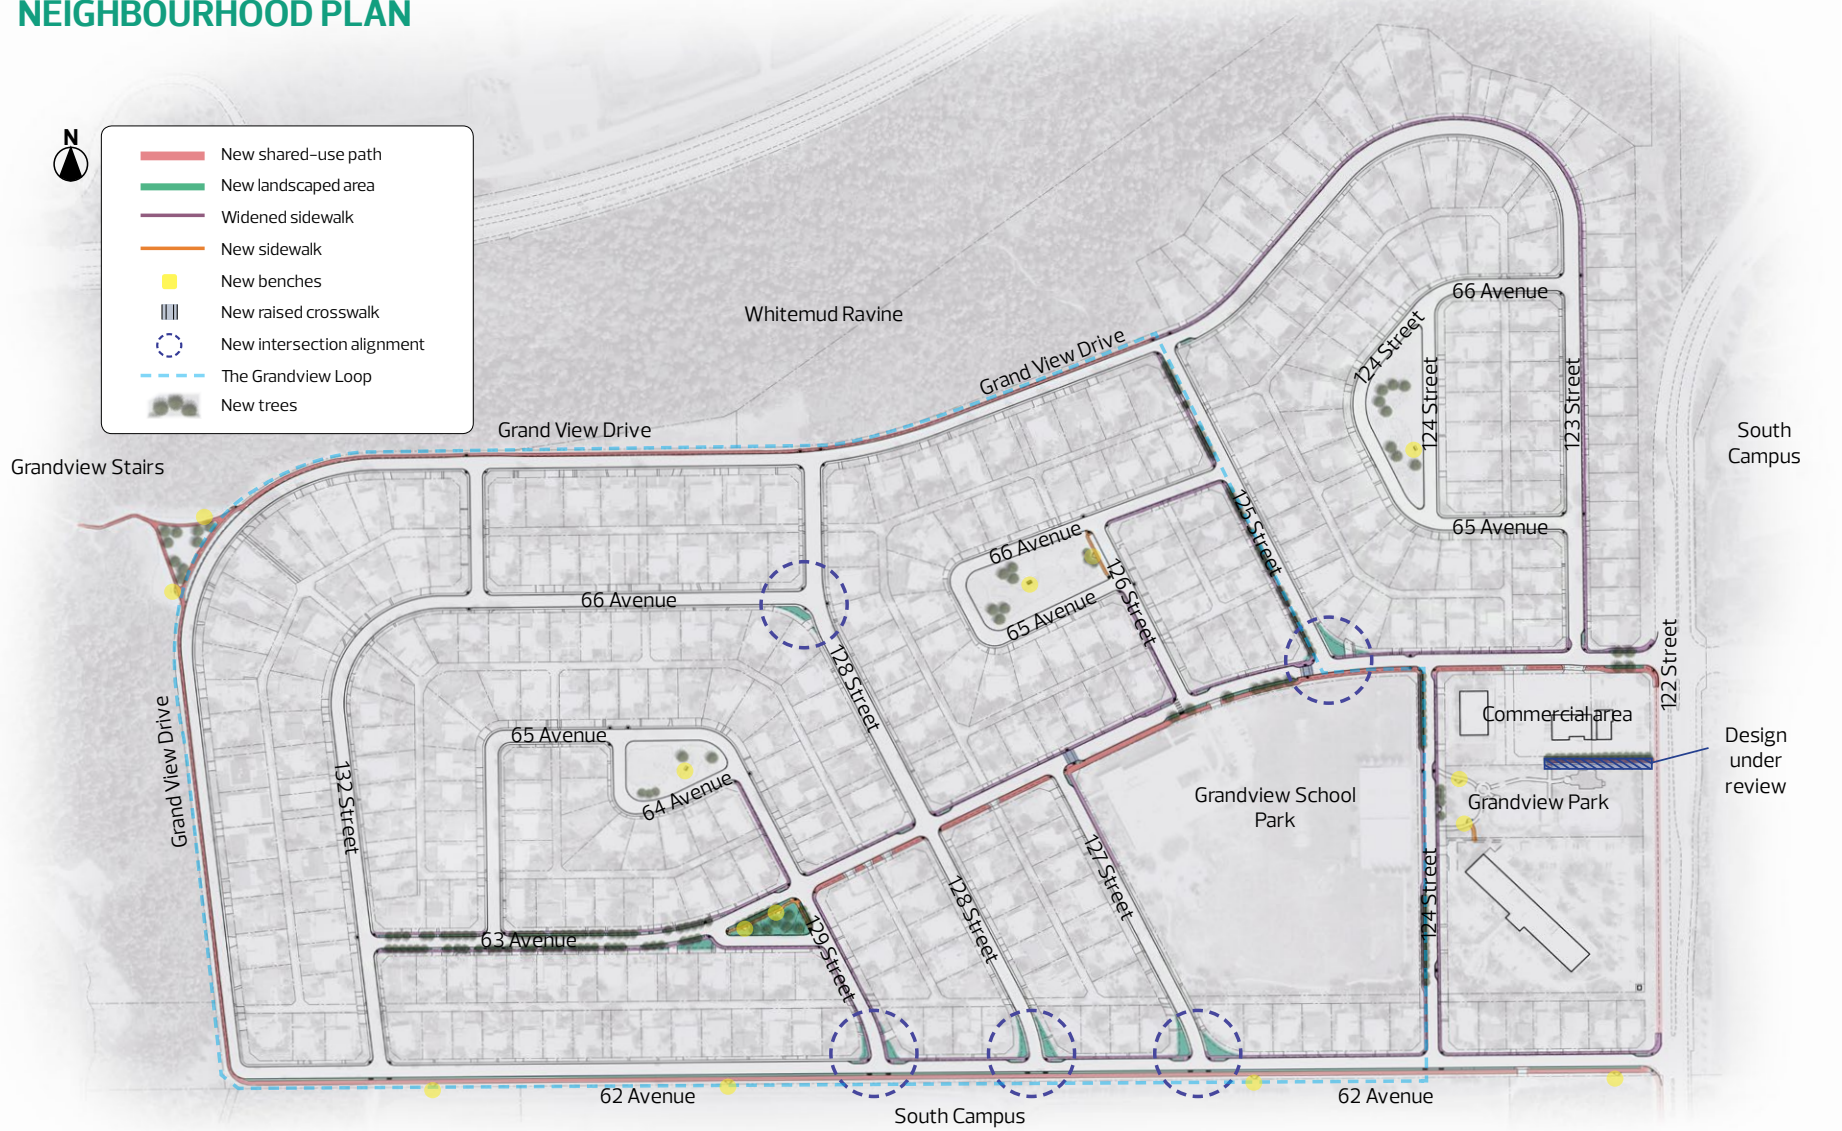 NEIGHBOURHOOD PLAN
N
New shared-use path
New landscaped area
Widened sidewalk
New sidewalk
New benches
New raised crosswalk
New intersection alignment
The Grandview Loop
New trees
Whitemud Ravine
Grand View Drive
Grand View Drive
Grandview Stairs
66 Avenue
124 Street
124 Street
123 Street
65 Avenue
South
Campus
125 Street
66 Avenue
65 Avenue
126 Street
66 Avenue
128 Street
122 Street
Grand View Drive
132 Street
65 Avenue
64 Avenue
Commercial area
Design
under
review
Grandview School
Park
Grandview Park
127 Street
128 Street
124 Street
63 Avenue
129 Street
62 Avenue
62 Avenue
South Campus